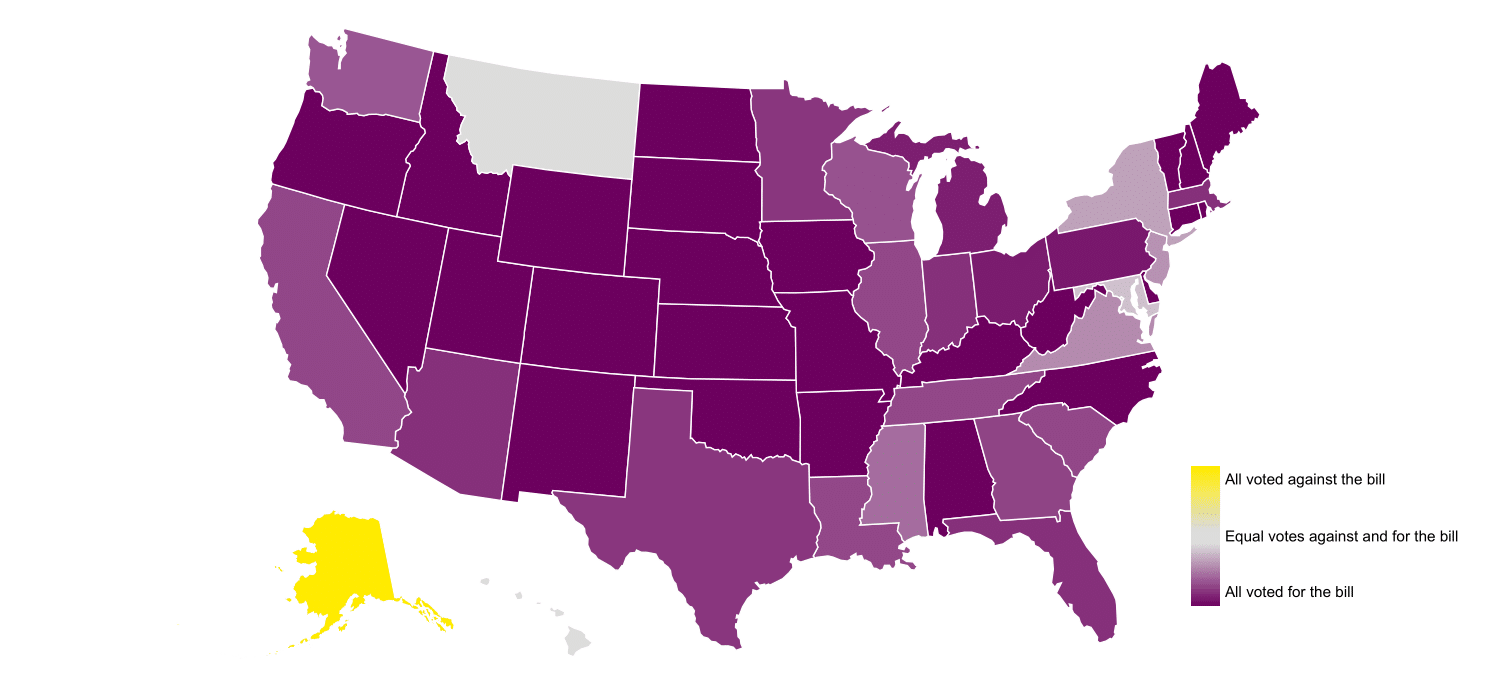 All voted against the bill
Equal votes against and for the bill
All voted for the bill